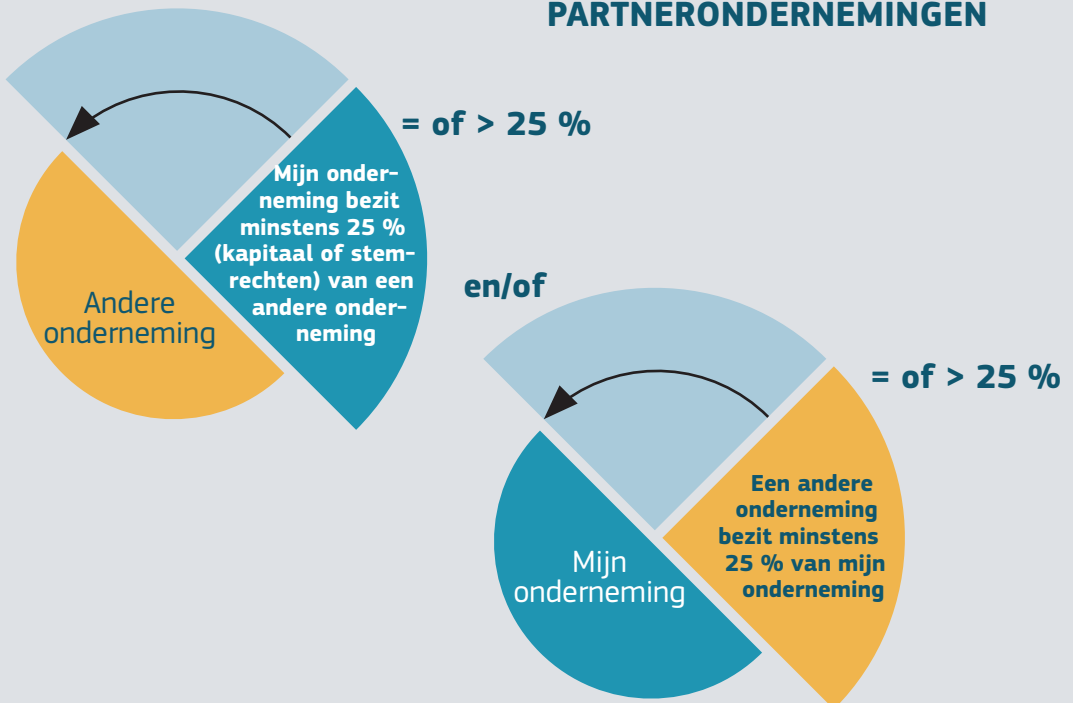 PARTNERONDERNEMINGEN
= of > 25 %
Mijn onder-
neming bezit
minstens 25 %
(kapitaal of stem-
rechten) van een
andere onder-
neming
Andere
onderneming
en/of
= of > 25 %
Een andere
onderneming
bezit minstens
25 % van mijn
onderneming
Mijn
onderneming